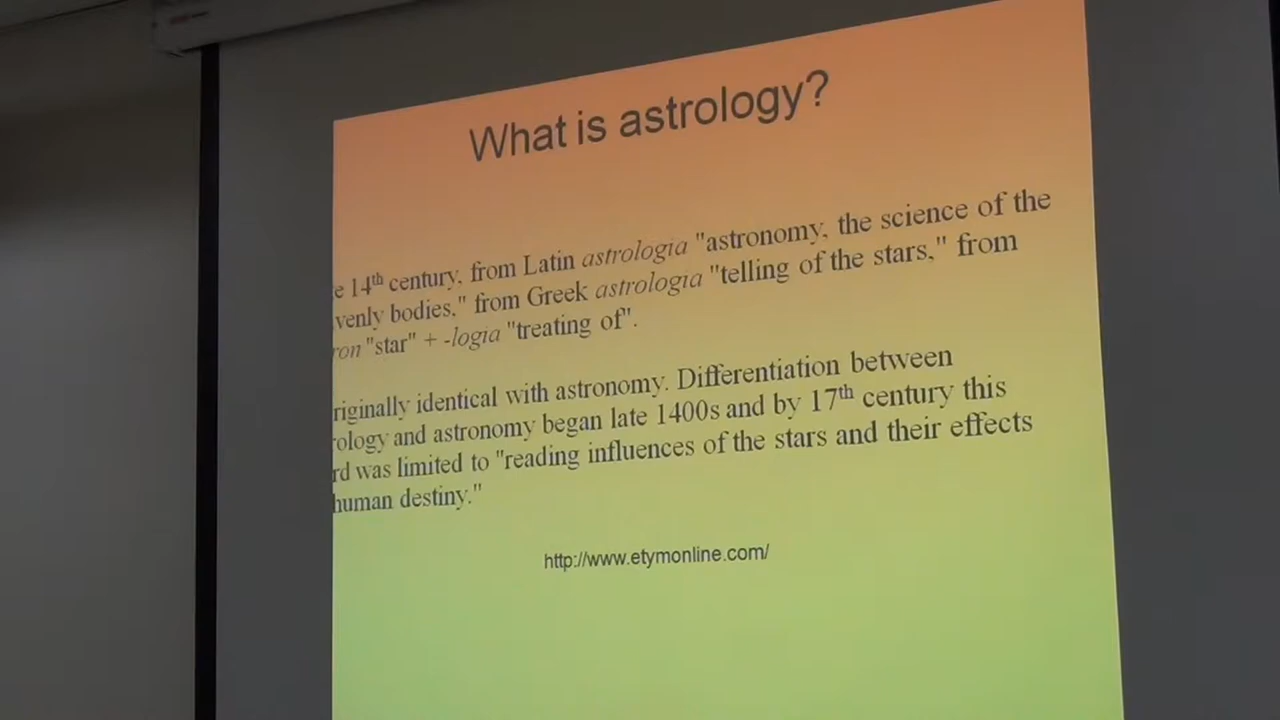 What is astrology?
e 14th century, from Latin astrologia "astronomy, the science of the
venly bodies," from Greek astrologia "telling of the stars," from
ron "star" + -logia "treating of".
riginally identical with astronomy. Differentiation between
ology and astronomy began late 1400s and by 17th century this
rd was limited to "reading influences of the stars and their effects
human destiny."
http://www.etymonline.com/